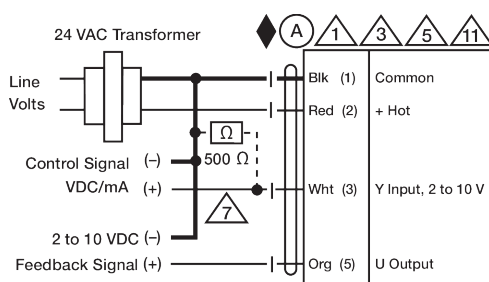 24 VAC Transformer
A 1 3 5 11
Line
Volts
Blk (1) Common
Red (2) + Hot
Ω
500 Ω
Control Signal (-)
VDC/mA (+)
Wht (3) Y Input, 2 to 10 V
7
2 to 10 VDC (-)
Feedback Signal (+)
Org (5) U Output